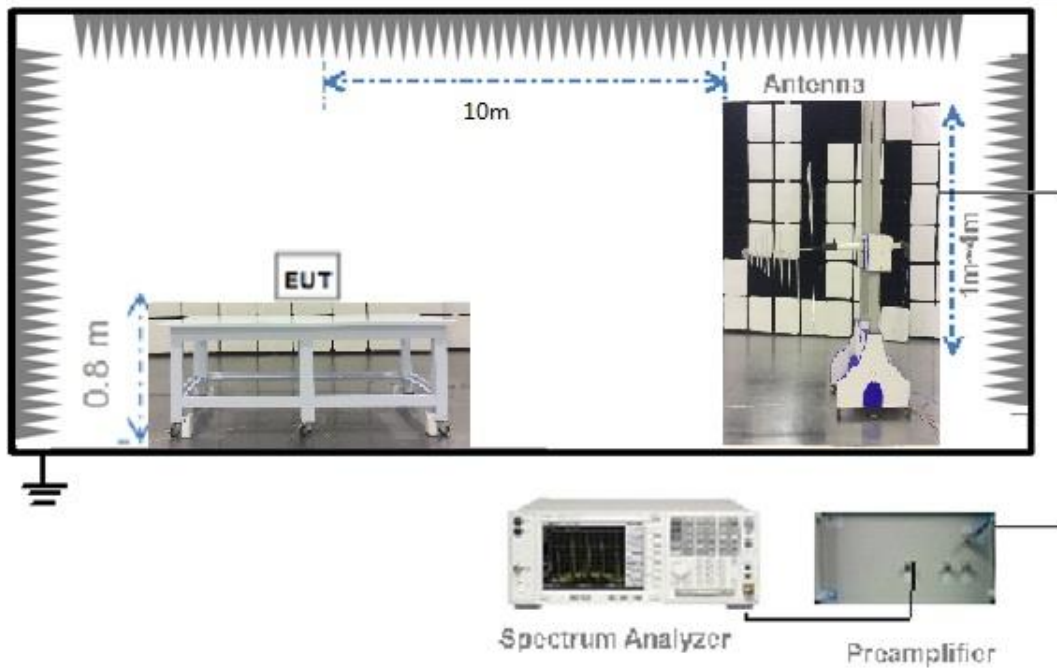 Antenna
10m
EUT
0.8 m
1m~4m
Spectrum Analyzer
Preamplifier